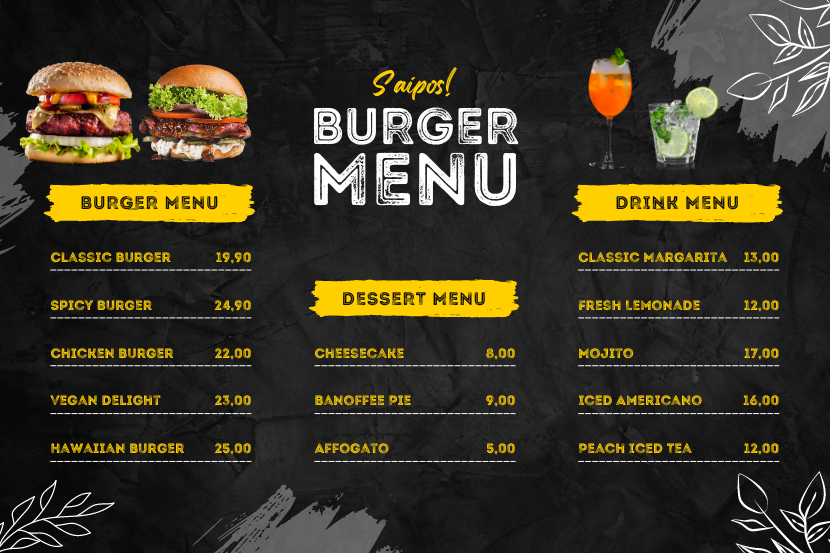 Saipos!
BURGER
MENU
BURGER MENU
CLASSIC BURGER 19,90
SPICY BURGER 24,90
CHICKEN BURGER 22,00
VEGAN DELIGHT 23,00
HAWAIIAN BURGER 25,00
DESSERT MENU
CHEESECAKE 8,00
BANOFFEE PIE 9,00
AFFOGATO 5,00
DRINK MENU
CLASSIC MARGARITA 13,00
FRESH LEMONADE 12,00
MOJITO 17,00
ICED AMERICANO 16,00
PEACH ICED TEA 12,00